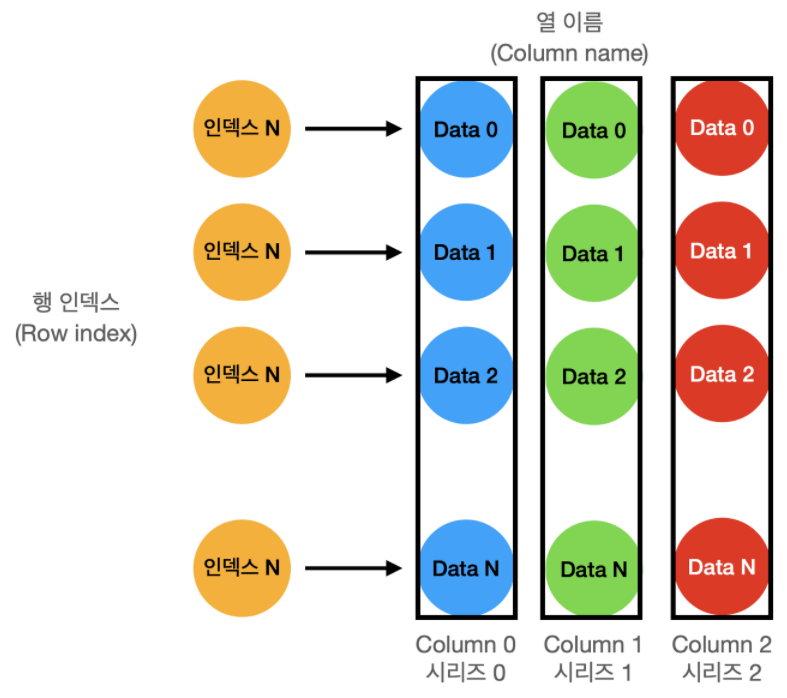 열 이름
(Column name)
인덱스 N Data 0 Data 0 Data 0
인덱스 N Data 1 Data 1 Data 1
행 인덱스
(Row index)
인덱스 N Data 2 Data 2 Data 2
인덱스 N Data N Data N Data N
Column 0 Column 1 Column 2
시리즈 0 시리즈 1 시리즈 2